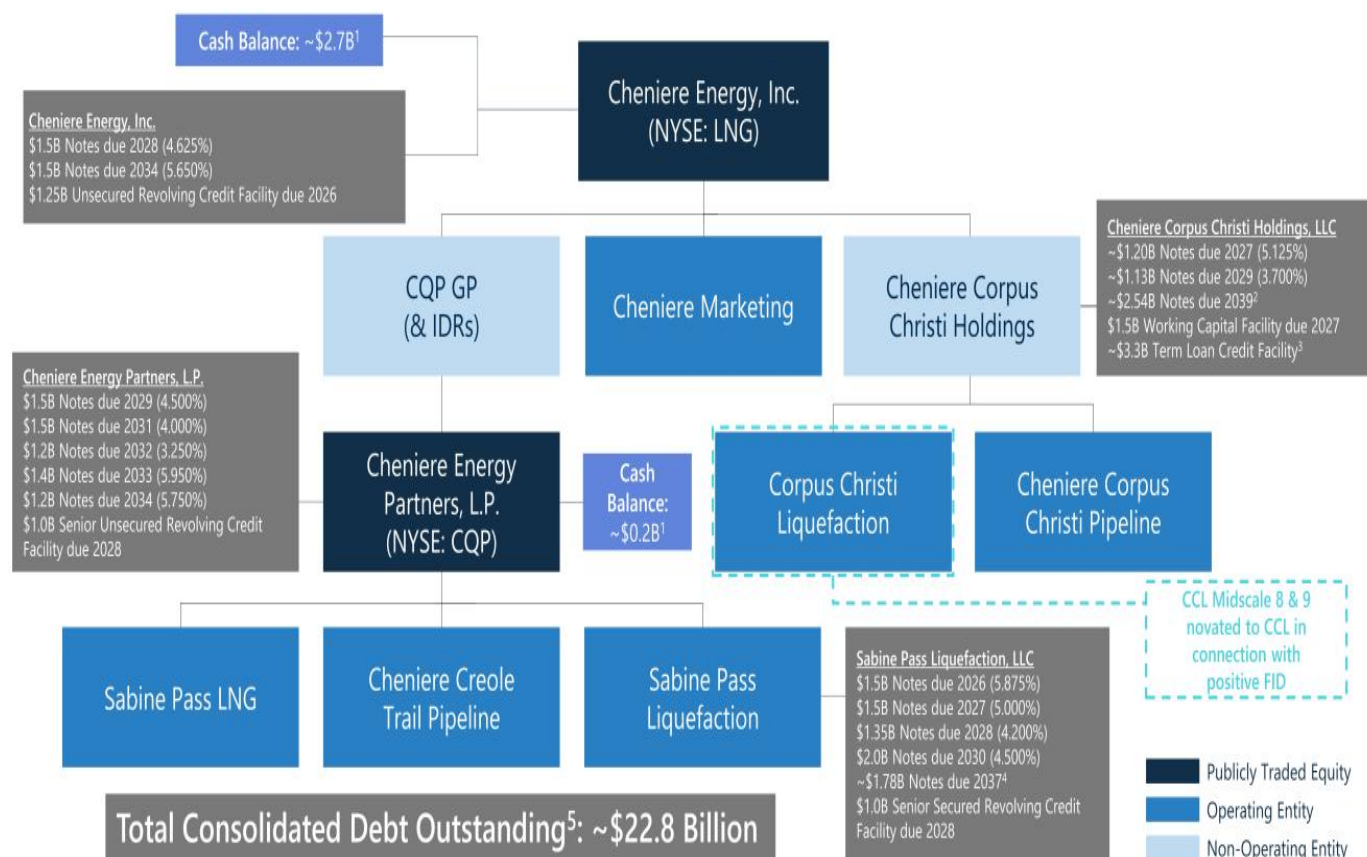 Cash Balance: ~$2.7B¹
Cheniere Energy, Inc.
(NYSE: LNG)
Cheniere Energy, Inc.
$1.5B Notes due 2028 (4.625%)
$1.5B Notes due 2034 (5.650%)
$1.25B Unsecured Revolving Credit Facility due 2026
CQP GP
(& IDRs)
Cheniere Marketing
Cheniere Corpus
Christi Holdings
Cheniere Corpus Christi Holdings, LLC
~$1.20B Notes due 2027 (5.125%)
~$1.13B Notes due 2029 (3.700%)
~$2.54B Notes due 2039²
$1.5B Working Capital Facility due 2027
~$3.3B Term Loan Credit Facility³
Cheniere Energy Partners, L.P.
$1.5B Notes due 2029 (4.500%)
$1.5B Notes due 2031 (4.000%)
$1.2B Notes due 2032 (3.250%)
$1.4B Notes due 2033 (5.950%)
$1.2B Notes due 2034 (5.750%)
$1.0B Senior Unsecured Revolving Credit
Facility due 2028
Cheniere Energy
Partners, L.P.
(NYSE: CQP)
Cash
Balance:
~$0.2B¹
Corpus Christi
Liquefaction
Cheniere Corpus
Christi Pipeline
CCL Midscale 8 & 9
novated to CCL in
connection with
positive FID
Sabine Pass LNG
Cheniere Creole
Trail Pipeline
Sabine Pass
Liquefaction
Sabine Pass Liquefaction, LLC
$1.5B Notes due 2026 (5.875%)
$1.5B Notes due 2027 (5.000%)
$1.35B Notes due 2028 (4.200%)
$2.0B Notes due 2030 (4.500%)
~$1.78B Notes due 2037⁴
$1.0B Senior Secured Revolving Credit
Facility due 2028
Publicly Traded Equity
Operating Entity
Non-Operating Entity
Total Consolidated Debt Outstanding⁵: ~$22.8 Billion